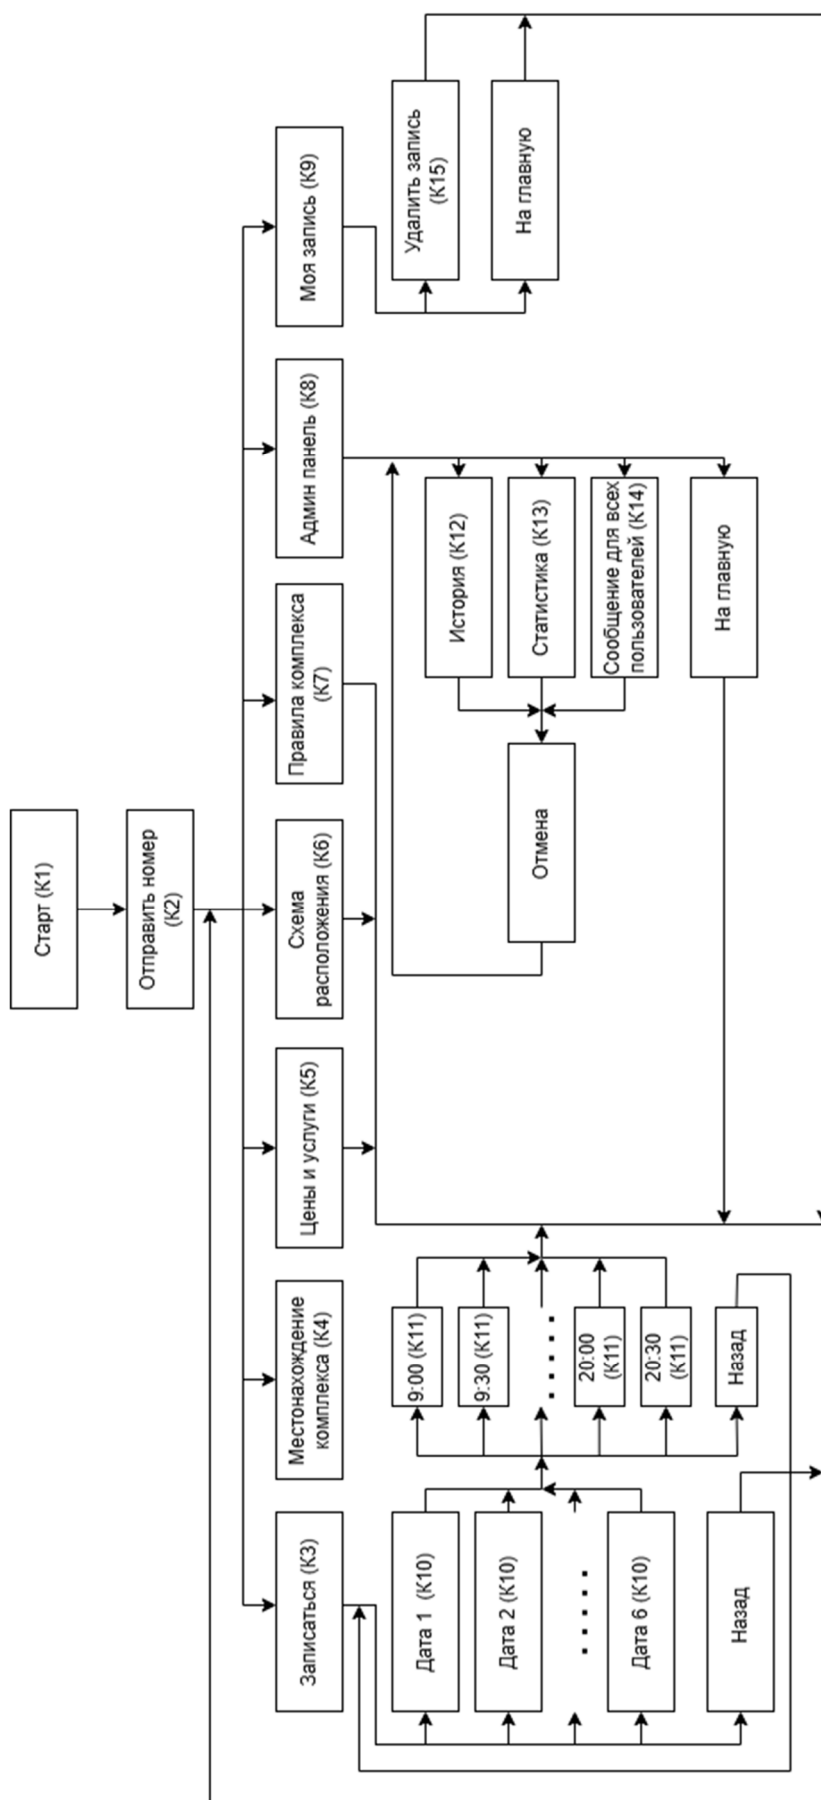 Старт (К1)
Отправить номер
(К2)
Записаться (К3)
Местонахождение
комплекса (К4)
Цены и услуги (К5)
Схема
расположения (К6)
Правила комплекса
(К7)
Админ панель (К8)
Моя запись (К9)
Дата 1 (К10)
Дата 2 (К10)
.....
Дата 6 (К10)
Назад
9:00 (К11)
9:30 (К11)
.....
20:00
(К11)
20:30
(К11)
Назад
Отмена
История (К12)
Статистика (К13)
Сообщение для всех
пользователей (К14)
На главную
Удалить запись
(К15)
На главную